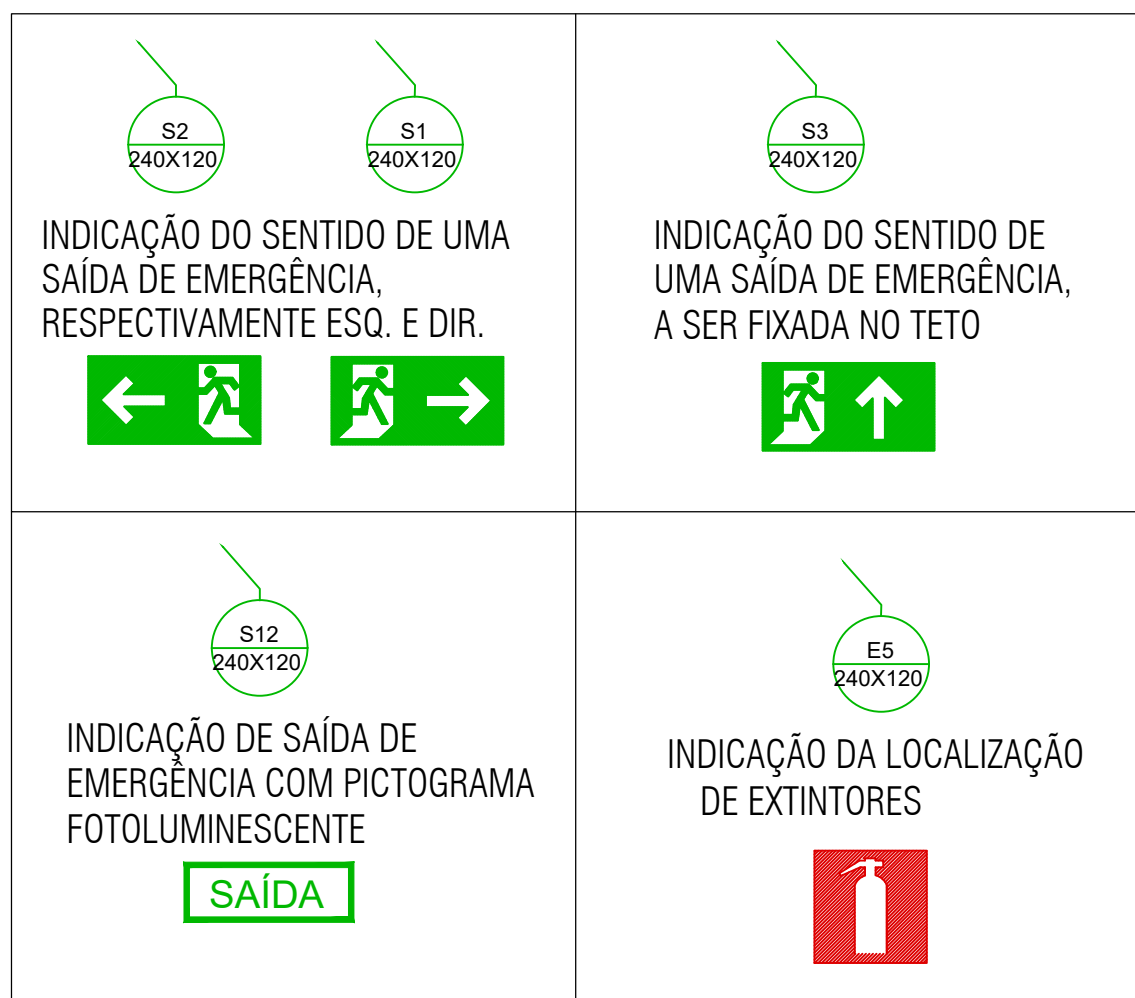 S2
240X120
S1
240X120
INDICAÇÃO DO SENTIDO DE UMA
SAÍDA DE EMERGÊNCIA,
RESPECTIVAMENTE ESQ. E DIR.
S3
240X120
INDICAÇÃO DO SENTIDO DE
UMA SAÍDA DE EMERGÊNCIA,
A SER FIXADA NO TETO
S12
240X120
INDICAÇÃO DE SAÍDA DE
EMERGÊNCIA COM PICTOGRAMA
FOTOLUMINESCENTE
SAÍDA
E5
240X120
INDICAÇÃO DA LOCALIZAÇÃO
DE EXTINTORES